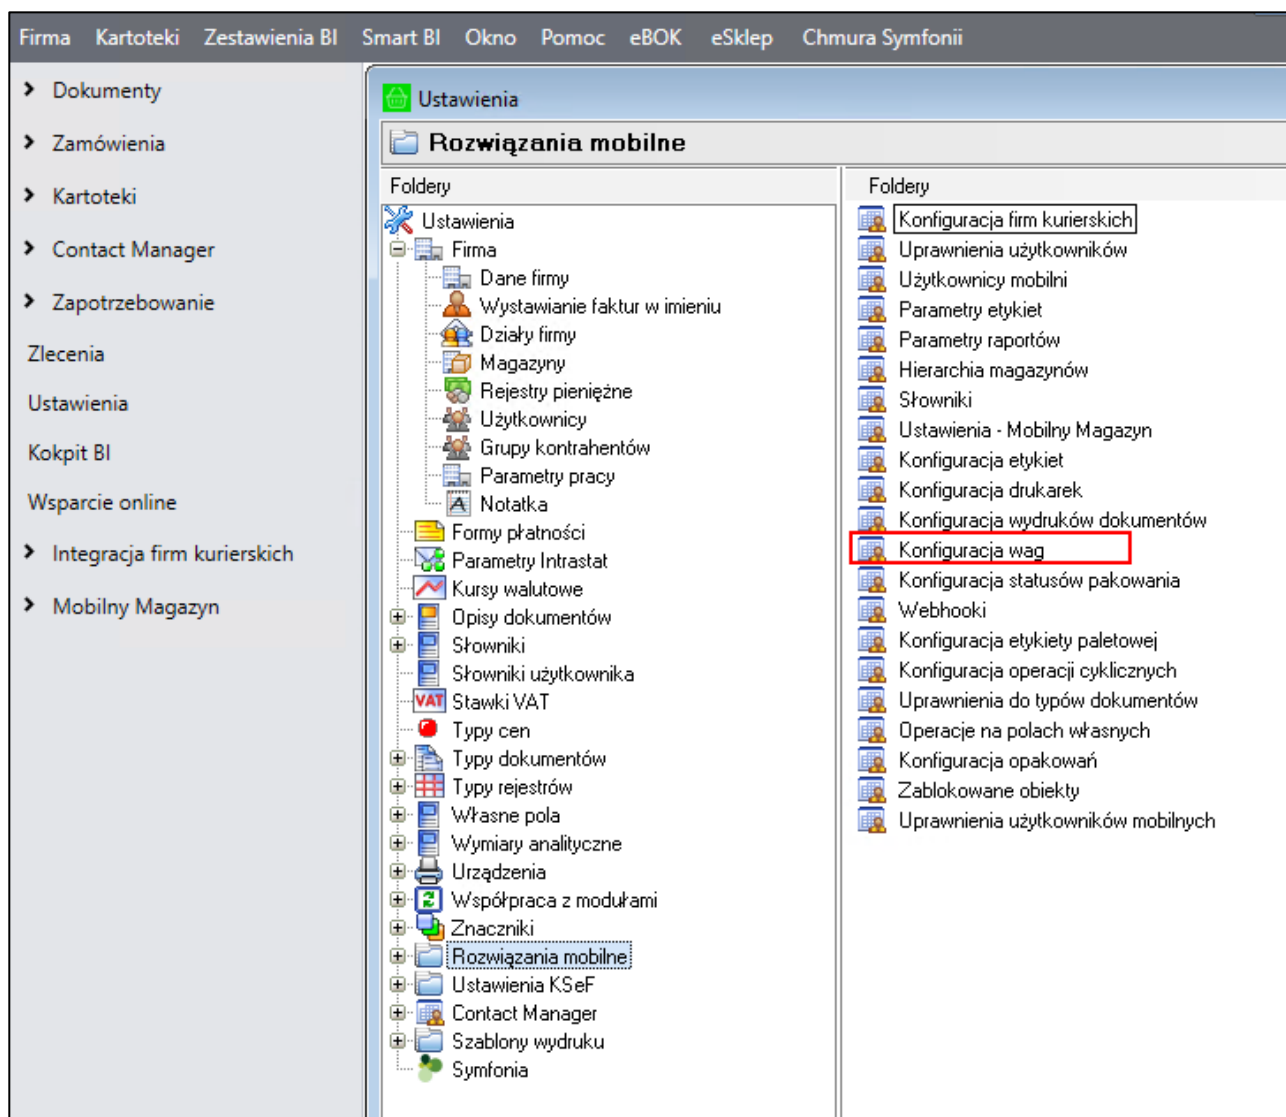 Firma Kartoteki Zestawienia BI Smart BI Okno Pomoc eBOK eSklep Chmura Symfonii
Dokumenty
Zamówienia
Kartoteki
Contact Manager
Zapotrzebowanie
Zlecenia
Ustawienia
Kokpit BI
Wsparcie online
Integracja firm kurierskich
Mobilny Magazyn
Ustawienia
Rozwiązania mobilne
Foldery
Ustawienia
Firma
Dane firmy
Wystawianie faktur w imieniu
Działy firmy
Magazyny
Rejestry pieniężne
Użytkownicy
Grupy kontrahentów
Parametry pracy
Notatka
Formy płatności
Parametry Intrastat
Kursy walutowe
Opisy dokumentów
Słowniki
Słowniki użytkownika
VAT Stawki VAT
Typy cen
Typy dokumentów
Typy rejestrów
Własne pola
Wymiary analityczne
Urządzenia
Współpraca z modułami
Znaczniki
Rozwiązania mobilne
Ustawienia KSeF
Contact Manager
Szablony wydruku
Symfonia
Foldery
Konfiguracja firm kurierskich
Uprawnienia użytkowników
Użytkownicy mobilni
Parametry etykiet
Parametry raportów
Hierarchia magazynów
Słowniki
Ustawienia - Mobilny Magazyn
Konfiguracja etykiet
Konfiguracja drukarek
Konfiguracja wydruków dokumentów
Konfiguracja wag
Konfiguracja statusów pakowania
Webhooki
Konfiguracja etykiety paletowej
Konfiguracja operacji cyklicznych
Uprawnienia do typów dokumentów
Operacje na polach własnych
Konfiguracja opakowań
Zablokowane obiekty
Uprawnienia użytkowników mobilnych